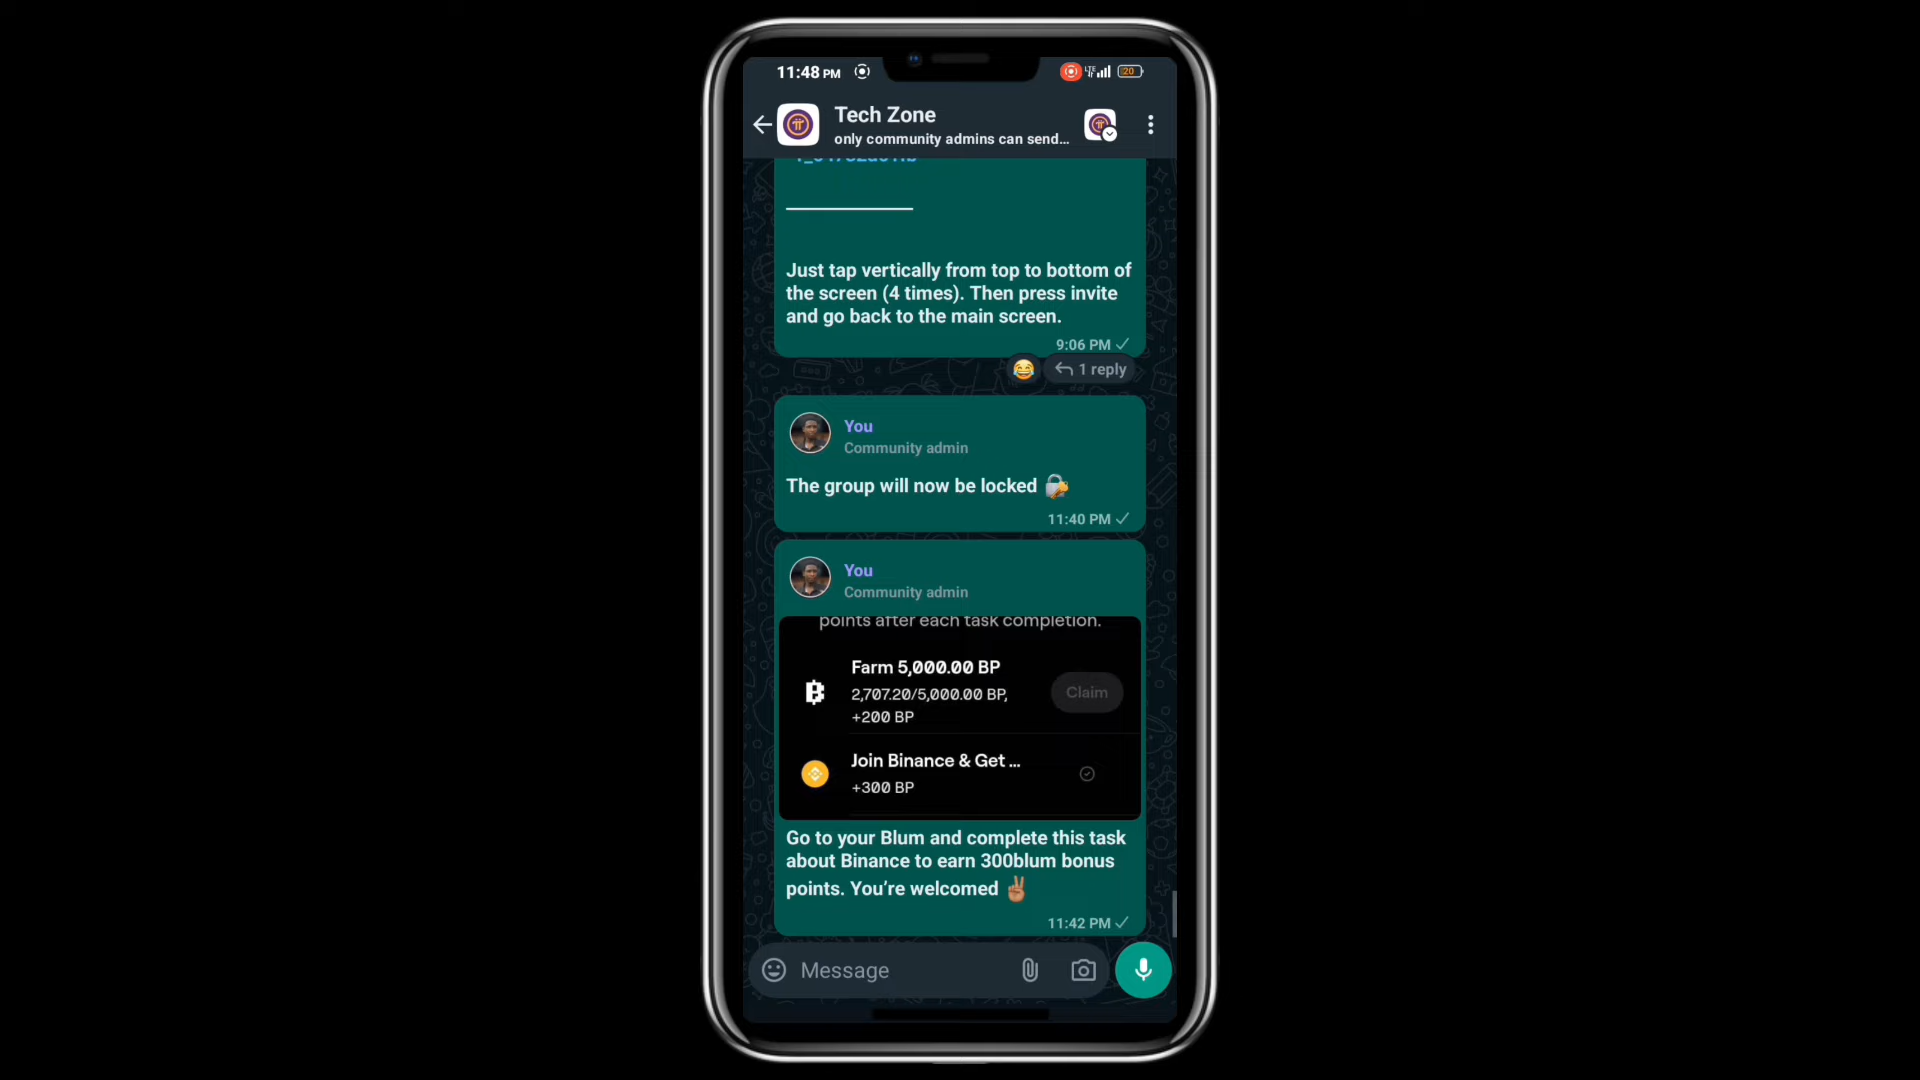 11:48 PM
LTE
20
Tech Zone
only community admins can send...
Just tap vertically from top to bottom of
the screen (4 times). Then press invite
and go back to the main screen.
9:06 PM
1 reply
You
Community admin
The group will now be locked
11:40 PM
You
Community admin
points after each task completion.
Farm 5,000.00 BP
2,707.20/5,000.00 BP,
+200 BP
Claim
Join Binance & Get ...
+300 BP
Go to your Blum and complete this task
about Binance to earn 300blum bonus
points. You’re welcomed
11:42 PM
Message